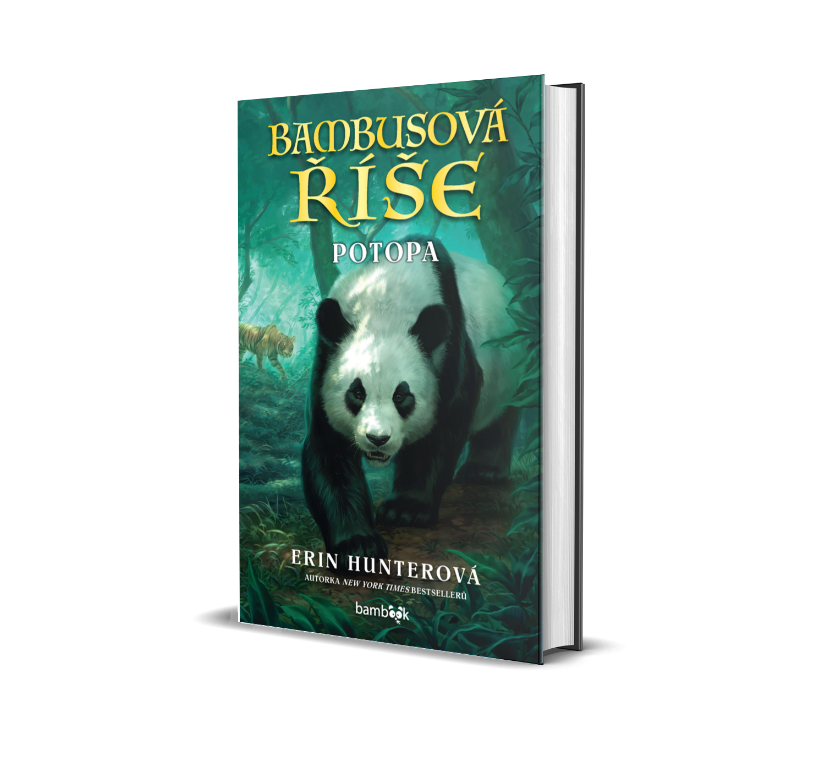 BAMBUSOVÁ
ŘÍŠE
POTOPA
ERIN HUNTEROVÁ
AUTORKA NEW YORK TIMES BESTSELLERŮ
bambook